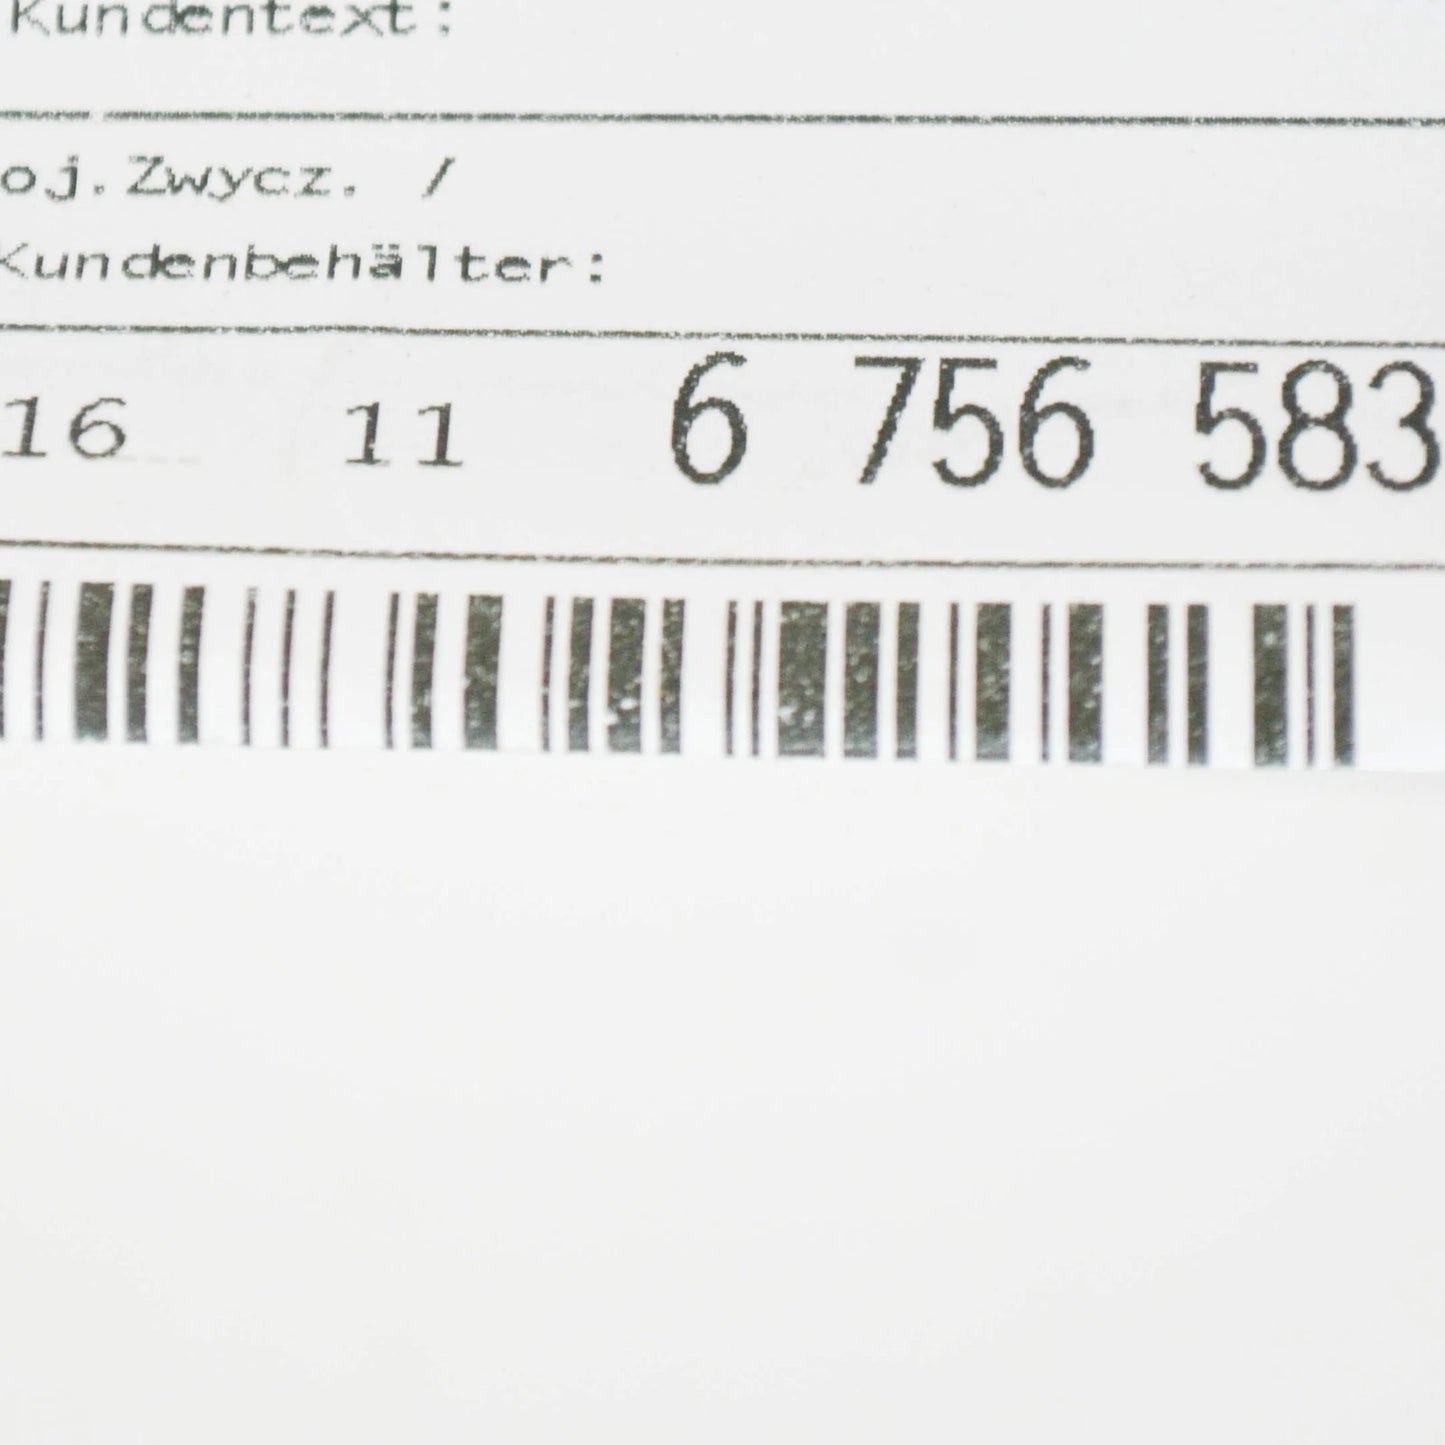 Kundentext:
oj.Zwycz. /
Kundenbehälter:
16 11 6 756 583